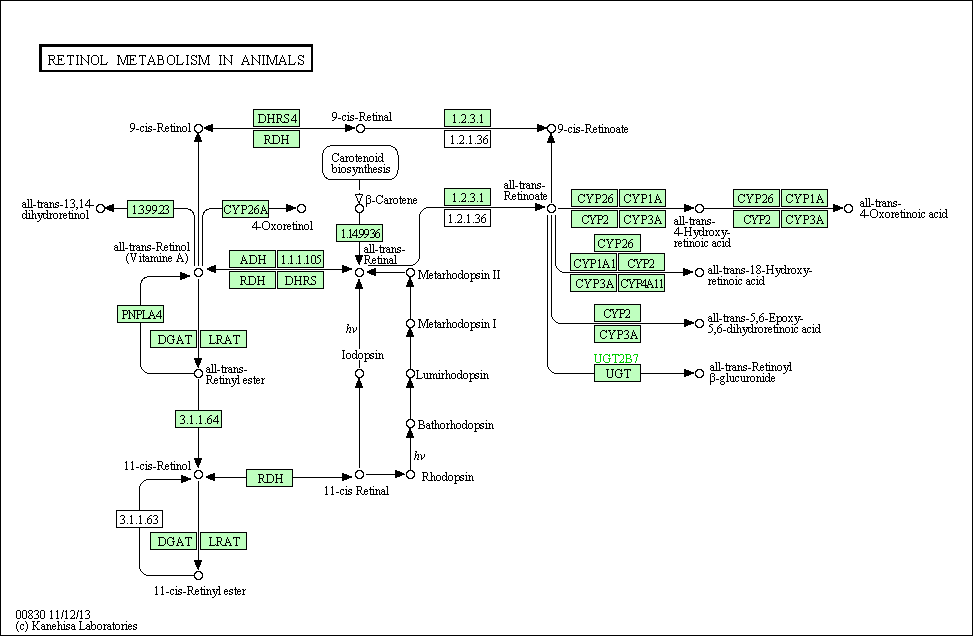 RETINOL METABOLISM IN ANIMALS
DHRS4
RDH
9-cis-Retinol
9-cis-Retinal
1.2.3.1
1.2.1.36
9-cis-Retinoate
Carotenoid
biosynthesis
β-Carotene
all-trans-13,14-
dihydroretinol
1.3.99.23
CYP26A
4-Oxoretinol
1.14.99.36
all-trans-
Retinal
1.2.3.1
1.2.1.36
all-trans-
Retinoate
CYP26
CYP1A
CYP2
CYP3A
all-trans-
4-Hydroxy-
retinoic acid
CYP26
CYP1A
CYP2
CYP3A
all-trans-
4-Oxoretinoic acid
all-trans-Retinol
(Vitamine A)
ADH
1.1.1.105
RDH
DHRS
Metarhodopsin II
CYP26
CYP1A1
CYP2
CYP3A
CYP4A11
all-trans-18-Hydroxy-
retinoic acid
PNPLA4
DGAT
LRAT
hν
Metarhodopsin I
CYP2
CYP3A
all-trans-5,6-Epoxy-
5,6-dihydroretinoic acid
Iodopsin
all-trans-
Retinyl ester
Lumirhodopsin
UGT2B7
UGT
all-trans-Retinoyl
β-glucuronide
3.1.1.64
Bathorhodopsin
hν
11-cis-Retinol
RDH
11-cis Retinal
Rhodopsin
3.1.1.63
DGAT
LRAT
11-cis-Retinyl ester
00830 11/12/13
(c) Kanehisa Laboratories